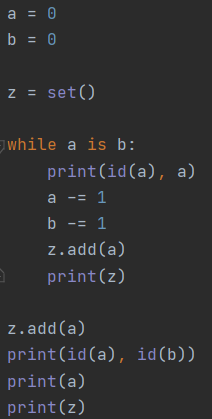 a = 0
b = 0

z = set()

while a is b:
    print(id(a), a)
    a -= 1
    b -= 1
    z.add(a)
    print(z)

z.add(a)
print(id(a), id(b))
print(a)
print(z)